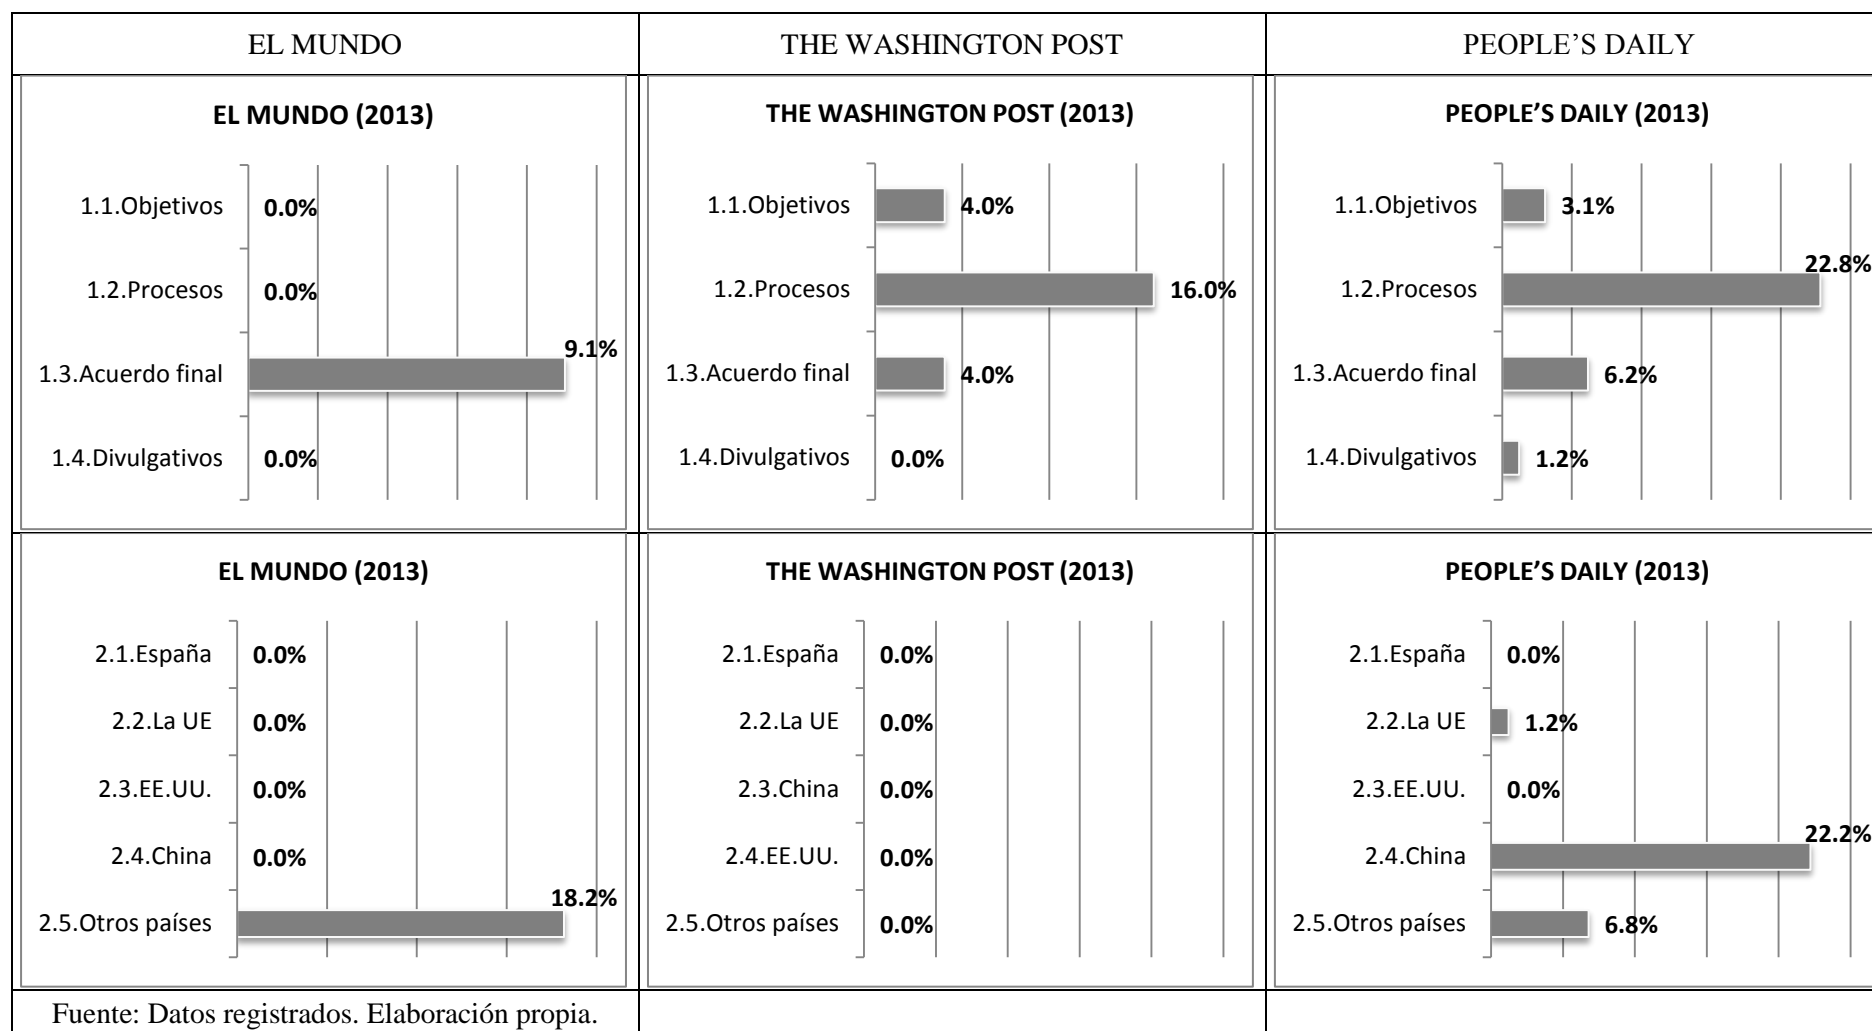 EL MUNDO
THE WASHINGTON POST
PEOPLE’S DAILY
EL MUNDO (2013)
1.1.Objetivos 0.0%
1.2.Procesos 0.0%
1.3.Acuerdo final 9.1%
1.4.Divulgativos 0.0%
THE WASHINGTON POST (2013)
1.1.Objetivos 4.0%
1.2.Procesos 16.0%
1.3.Acuerdo final 4.0%
1.4.Divulgativos 0.0%
PEOPLE’S DAILY (2013)
1.1.Objetivos 3.1%
1.2.Procesos 22.8%
1.3.Acuerdo final 6.2%
1.4.Divulgativos 1.2%
EL MUNDO (2013)
2.1.España 0.0%
2.2.La UE 0.0%
2.3.EE.UU. 0.0%
2.4.China 0.0%
2.5.Otros países 18.2%
THE WASHINGTON POST (2013)
2.1.España 0.0%
2.2.La UE 0.0%
2.3.China 0.0%
2.4.EE.UU. 0.0%
2.5.Otros países 0.0%
PEOPLE’S DAILY (2013)
2.1.España 0.0%
2.2.La UE 1.2%
2.3.EE.UU. 0.0%
2.4.China 22.2%
2.5.Otros países 6.8%
Fuente: Datos registrados. Elaboración propia.